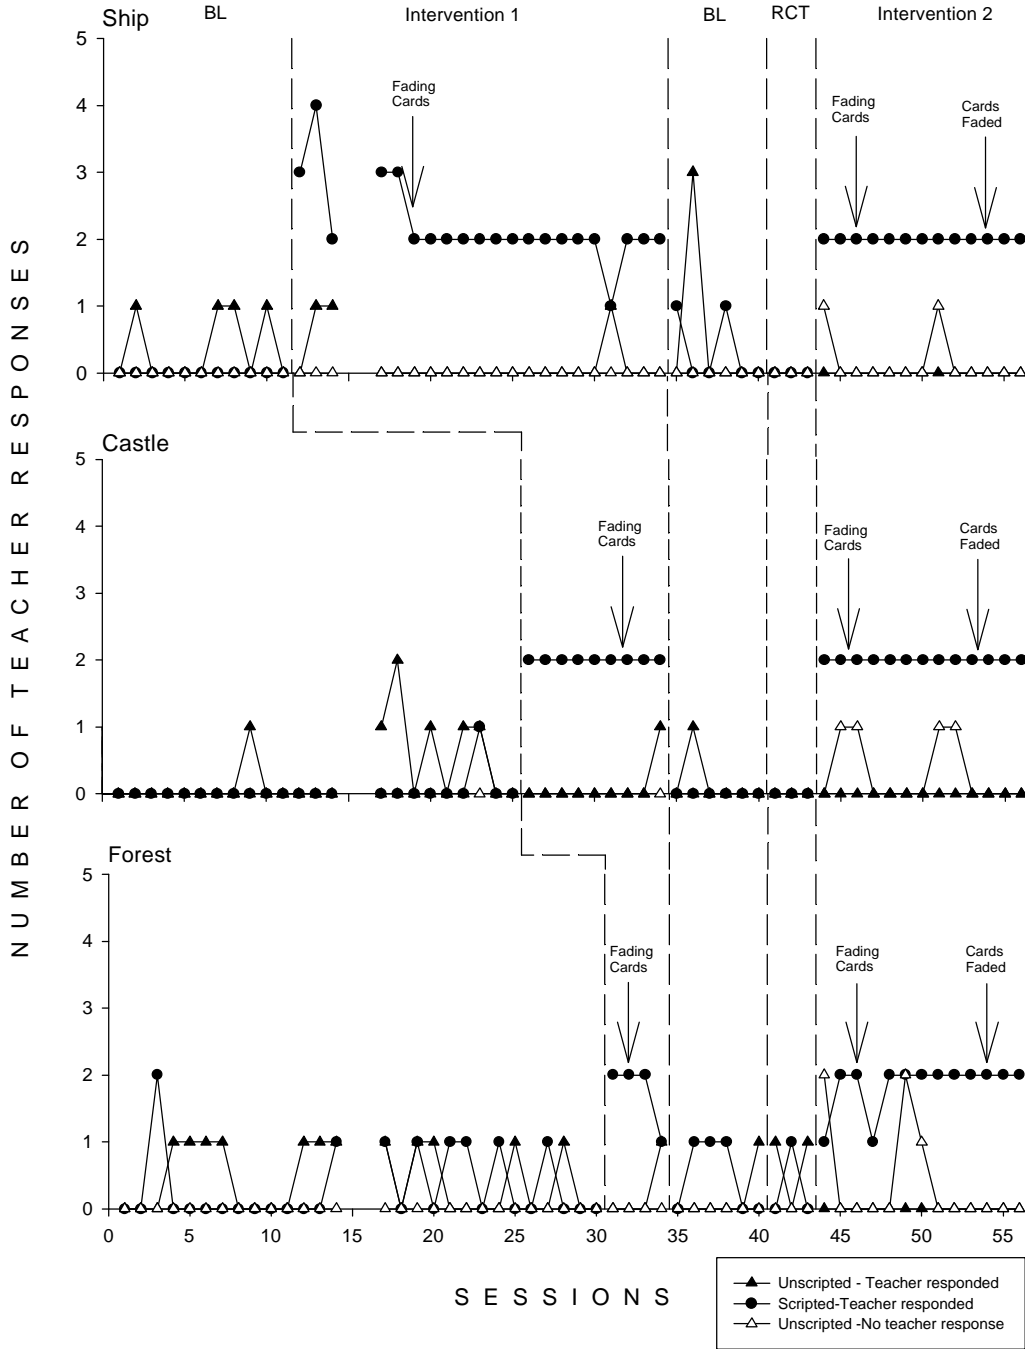 Ship
BL
Intervention 1
BL
RCT
Intervention 2
5
4
3
2
1
0
Fading
Cards
Fading
Cards
Cards
Faded
Castle
5
4
3
2
1
0
Fading
Cards
Fading
Cards
Cards
Faded
Forest
5
4
3
2
1
0
Fading
Cards
Fading
Cards
Cards
Faded
0 5 10 15 20 25 30 35 40 45 50 55
NUMBER OF TEACHER RESPONSES
SESSIONS
Unscripted - Teacher responded
Scripted-Teacher responded
Unscripted -No teacher response